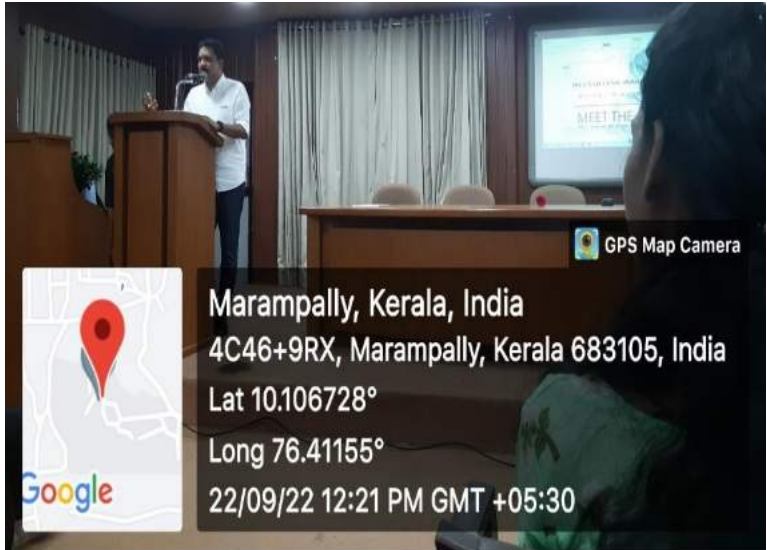 MEET THE
GPS Map Camera
Marampally, Kerala, India
4C46+9RX, Marampally, Kerala 683105, India
Lat 10.106728°
Long 76.41155°
22/09/22 12:21 PM GMT +05:30
Google